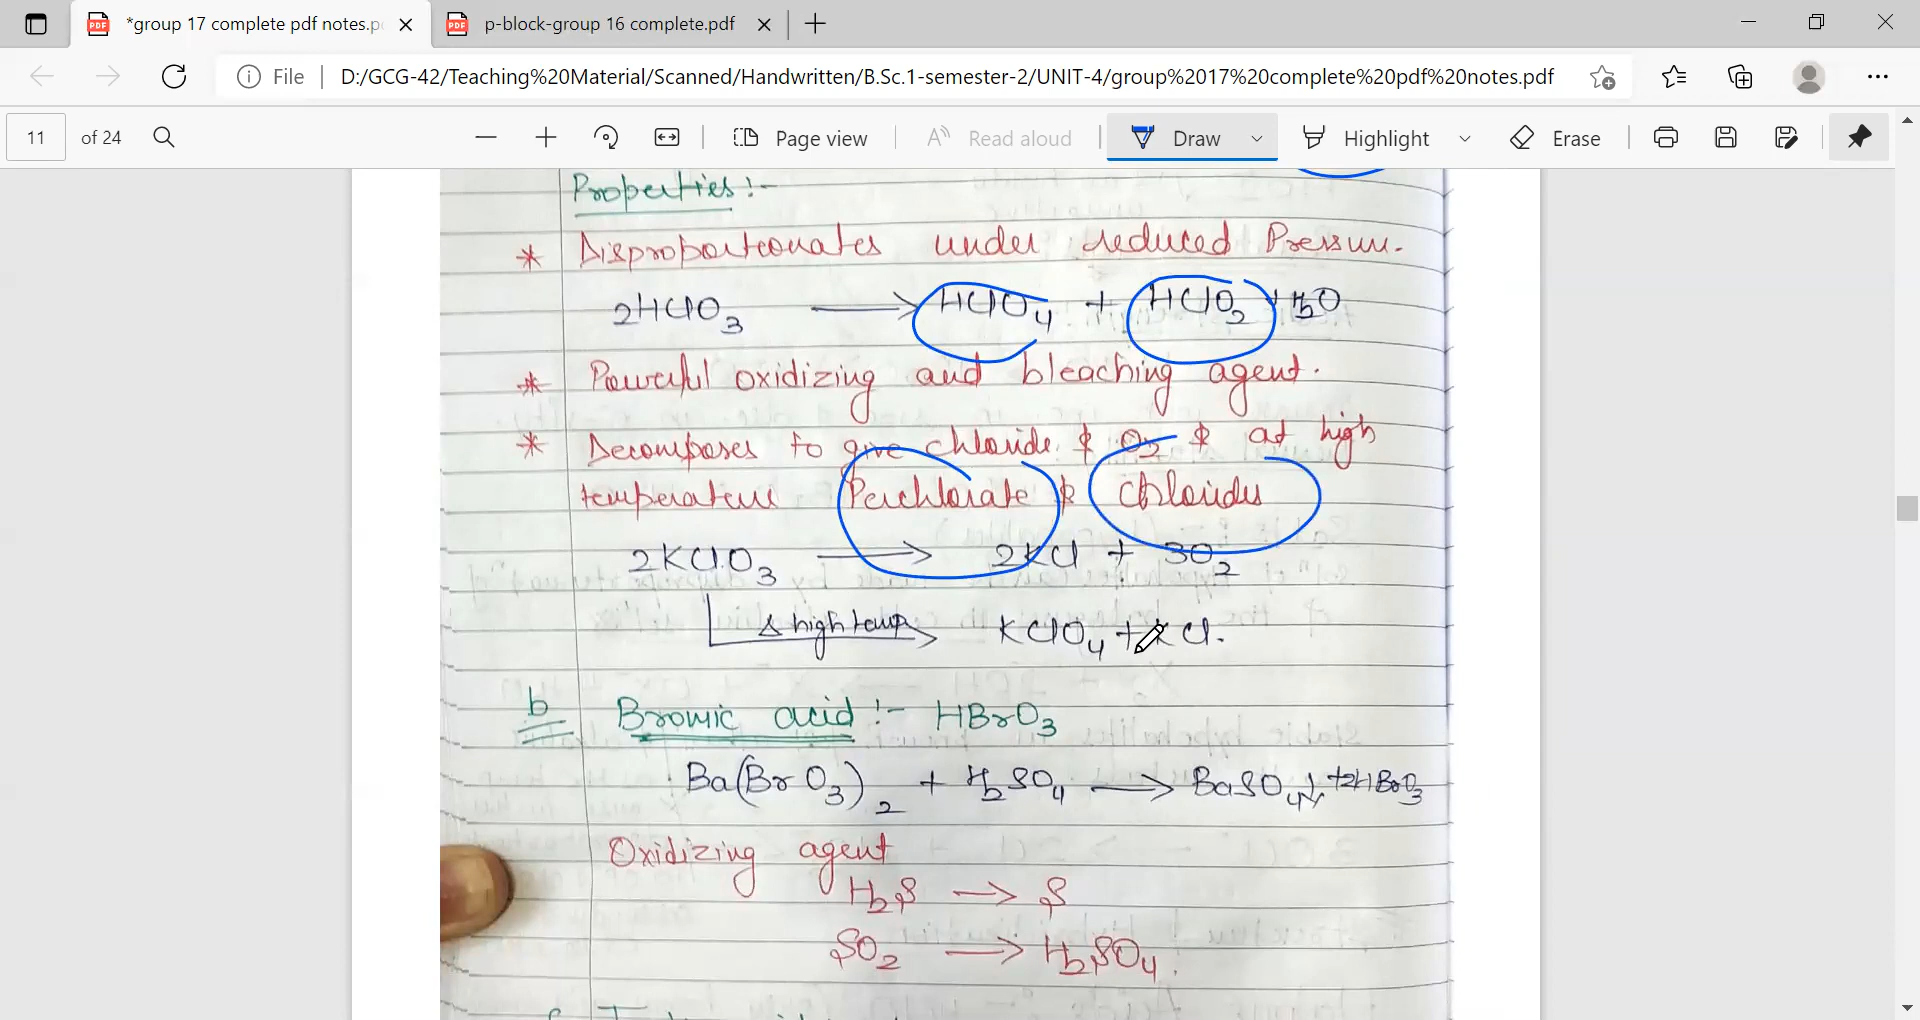 *group 17 complete pdf notes.p
p-block-group 16 complete.pdf
File
D:/GCG-42/Teaching%20Material/Scanned/Handwritten/B.Sc.1-semester-2/UNIT-4/group%2017%20complete%20pdf%20notes.pdf
11 of 24
Page view
Read aloud
Draw
Highlight
Erase
Properties :-
* Disproportionates under reduced Pressure.
2HClO3 → HClO4 + HClO2 + H2O
* Powerful oxidizing and bleaching agent.
* Decomposes to give chloride & O2 & at high
temperature Perchlorate & Chlorides
2KClO3 → 2KCl + 3O2
Δ high temp → KClO4 + KCl.
b Bromic acid :- HBrO3
Ba(BrO3)2 + H2SO4 → BaSO4↓ + 2HBrO3
Oxidizing agent
H2S → S
SO2 → H2SO4.